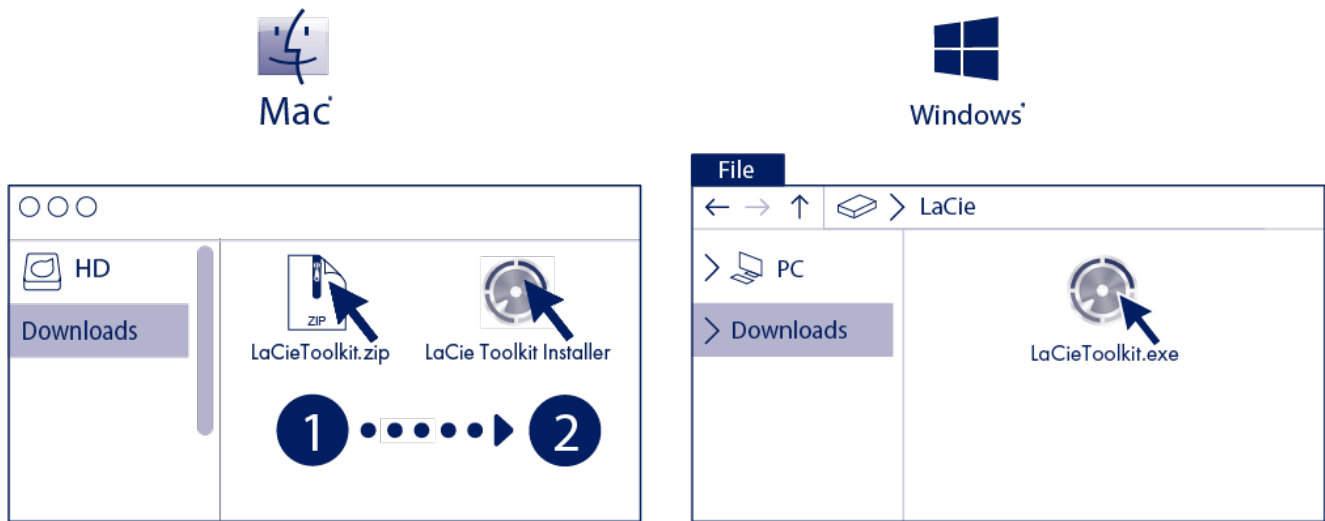 Mac
Windows
HD
Downloads
ZIP
LaCieToolkit.zip
LaCie Toolkit Installer
1
2
File
LaCie
PC
Downloads
LaCieToolkit.exe